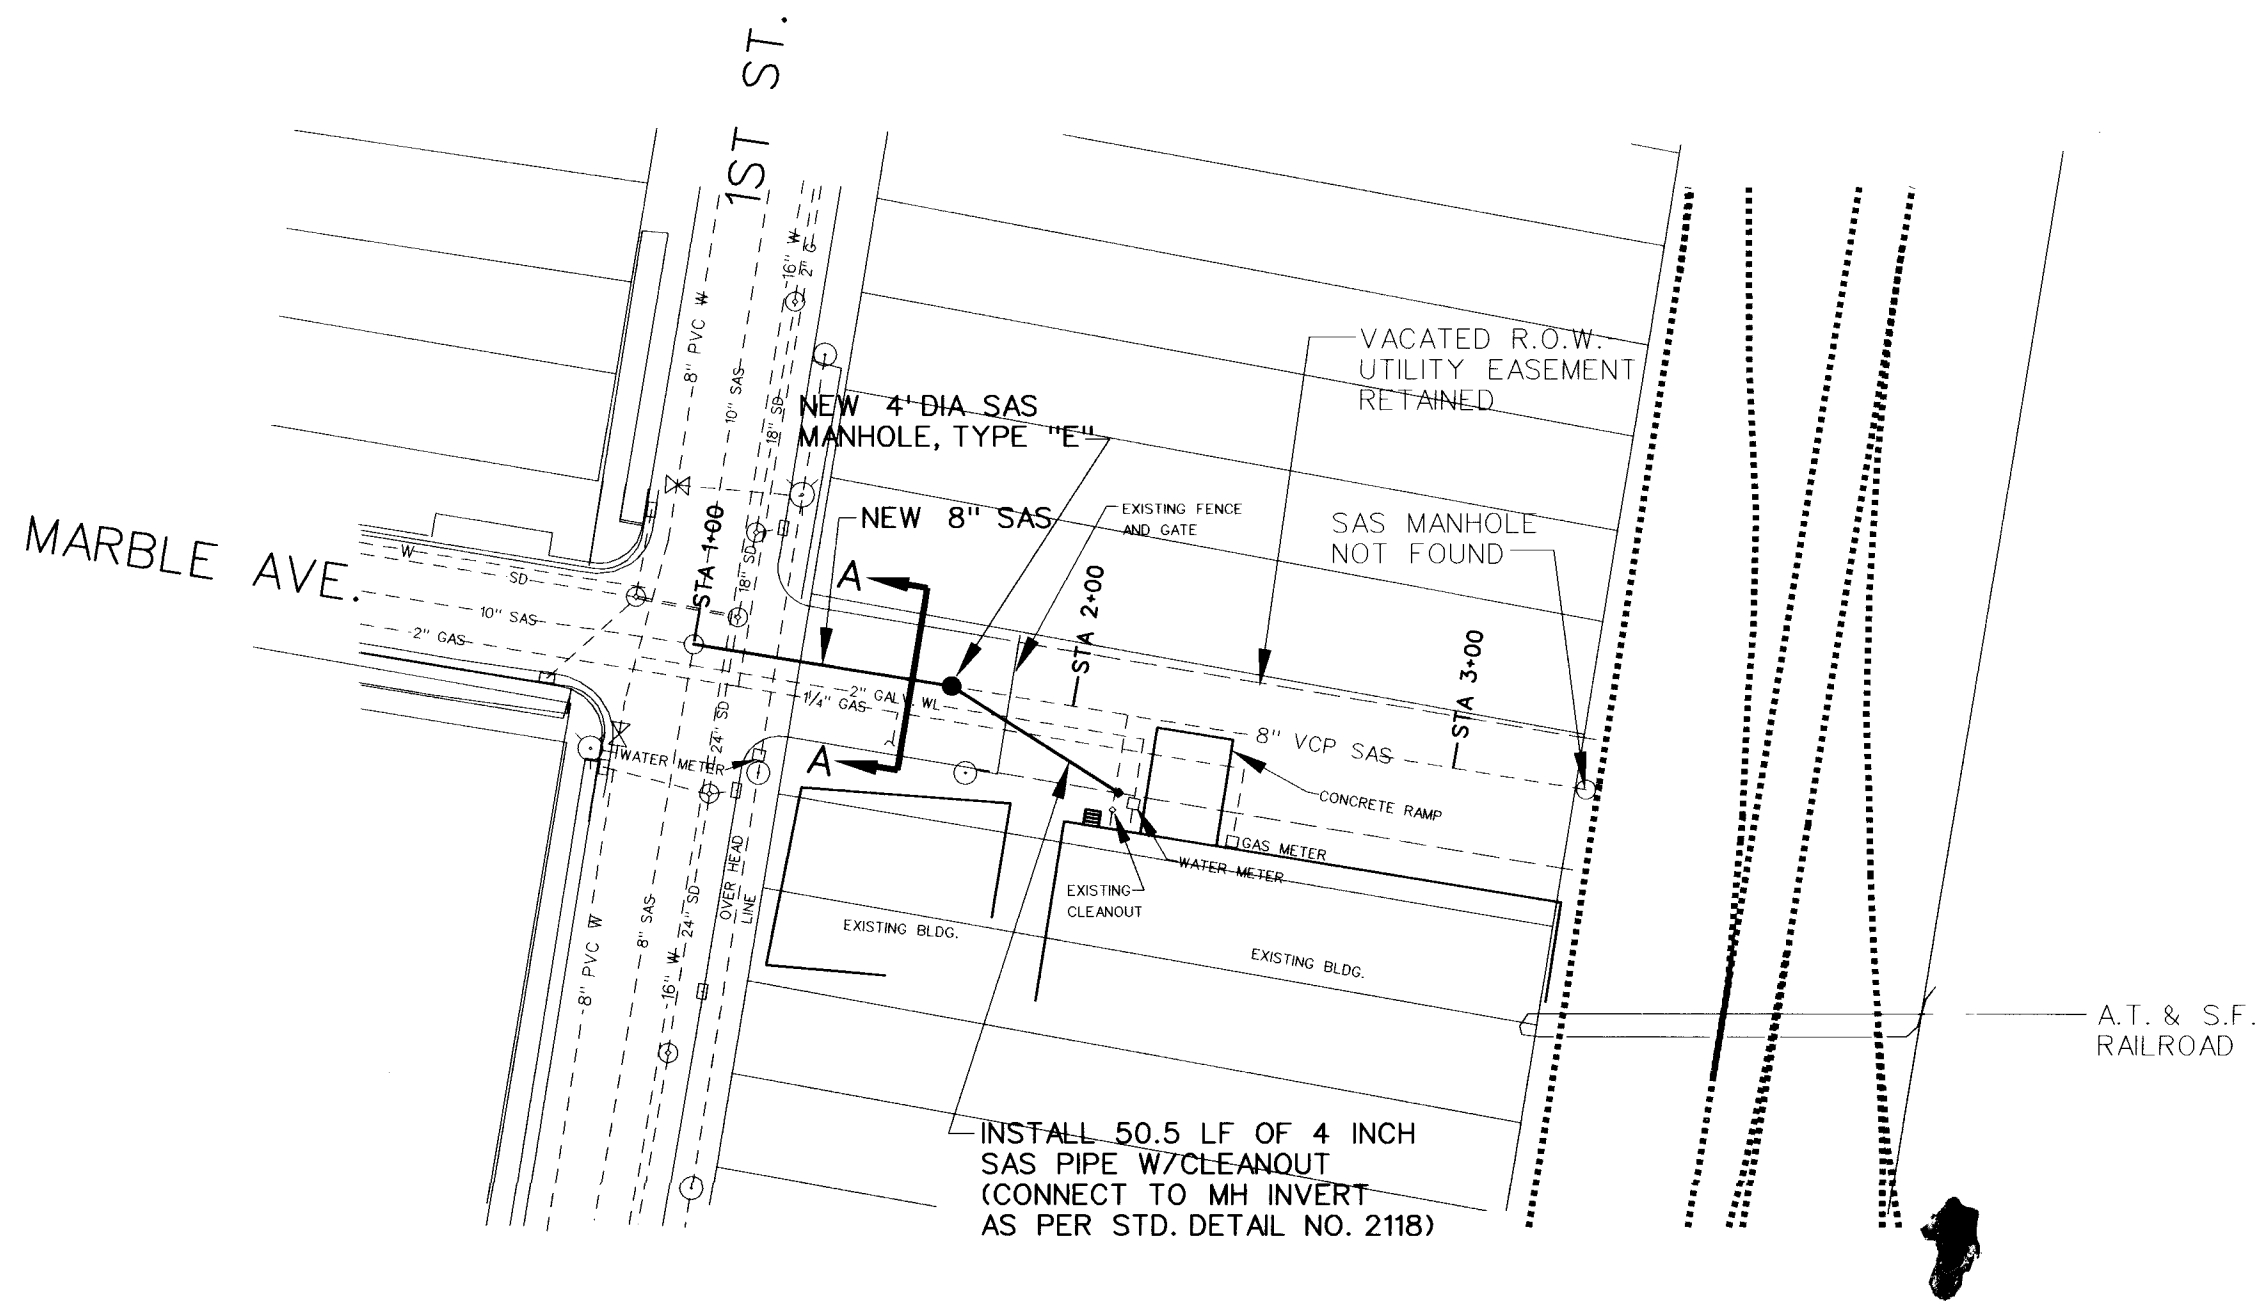 1ST ST.
16" W
2" G
8" PVC W
10" SAS
18" SD
VACATED R.O.W.
UTILITY EASEMENT
RETAINED
NEW 4' DIA SAS
MANHOLE, TYPE "E"
NEW 8" SAS
EXISTING FENCE
AND GATE
SAS MANHOLE
NOT FOUND
MARBLE AVE.
W
SD
10" SAS
2" GAS
STA 1+00
18" SD
A
STA 2+00
STA 3+00
2" GALV. WL
1¼" GAS
24" SD
WATER METER
A
8" VCP SAS
CONCRETE RAMP
GAS METER
WATER METER
EXISTING
CLEANOUT
OVER HEAD
LINE
EXISTING BLDG.
EXISTING BLDG.
8" SAS
24" SD
16" W
8" PVC W
A.T. & S.F.
RAILROAD
INSTALL 50.5 LF OF 4 INCH
SAS PIPE W/CLEANOUT
(CONNECT TO MH INVERT
AS PER STD. DETAIL NO. 2118)